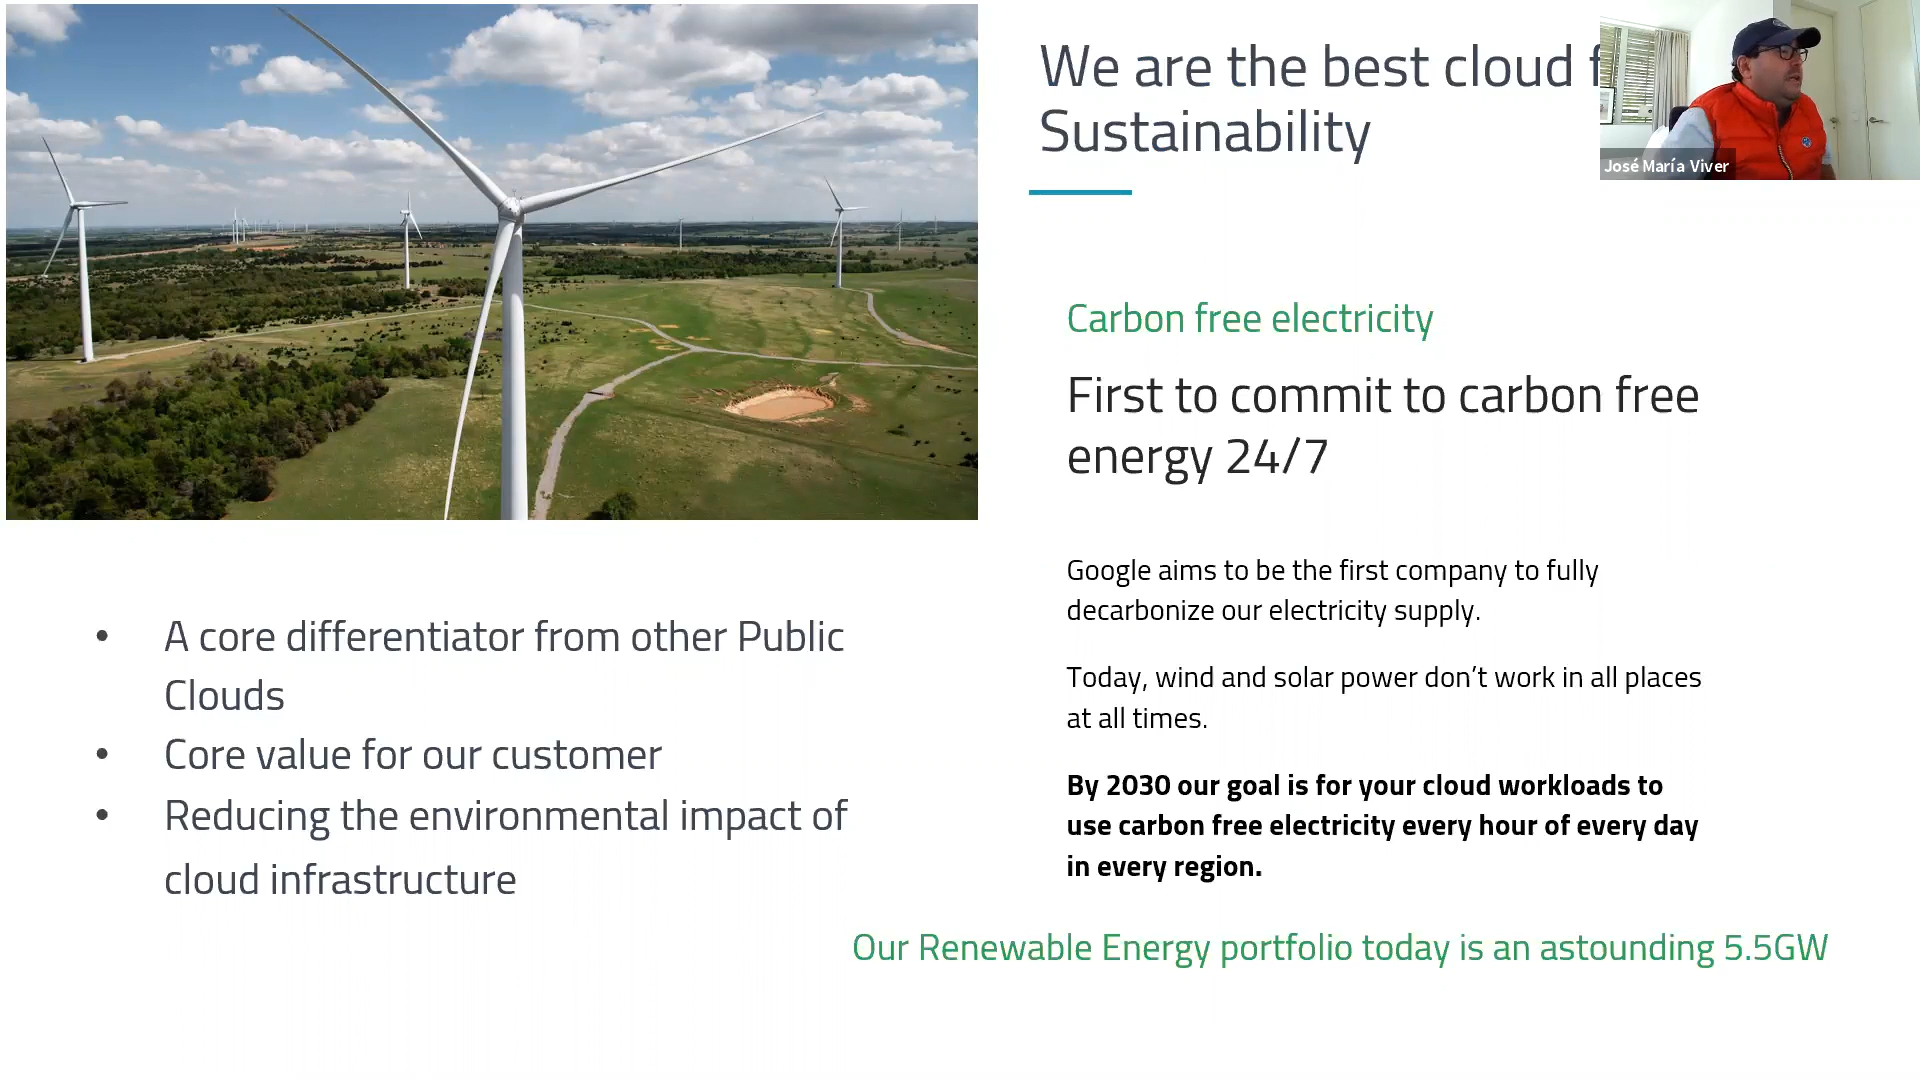 We are the best cloud
Sustainability
José María Viver
Carbon free electricity
First to commit to carbon free
energy 24/7
Google aims to be the first company to fully
decarbonize our electricity supply.
Today, wind and solar power don’t work in all places
at all times.
By 2030 our goal is for your cloud workloads to
use carbon free electricity every hour of every day
in every region.
• A core differentiator from other Public
Clouds
• Core value for our customer
• Reducing the environmental impact of
cloud infrastructure
Our Renewable Energy portfolio today is an astounding 5.5GW